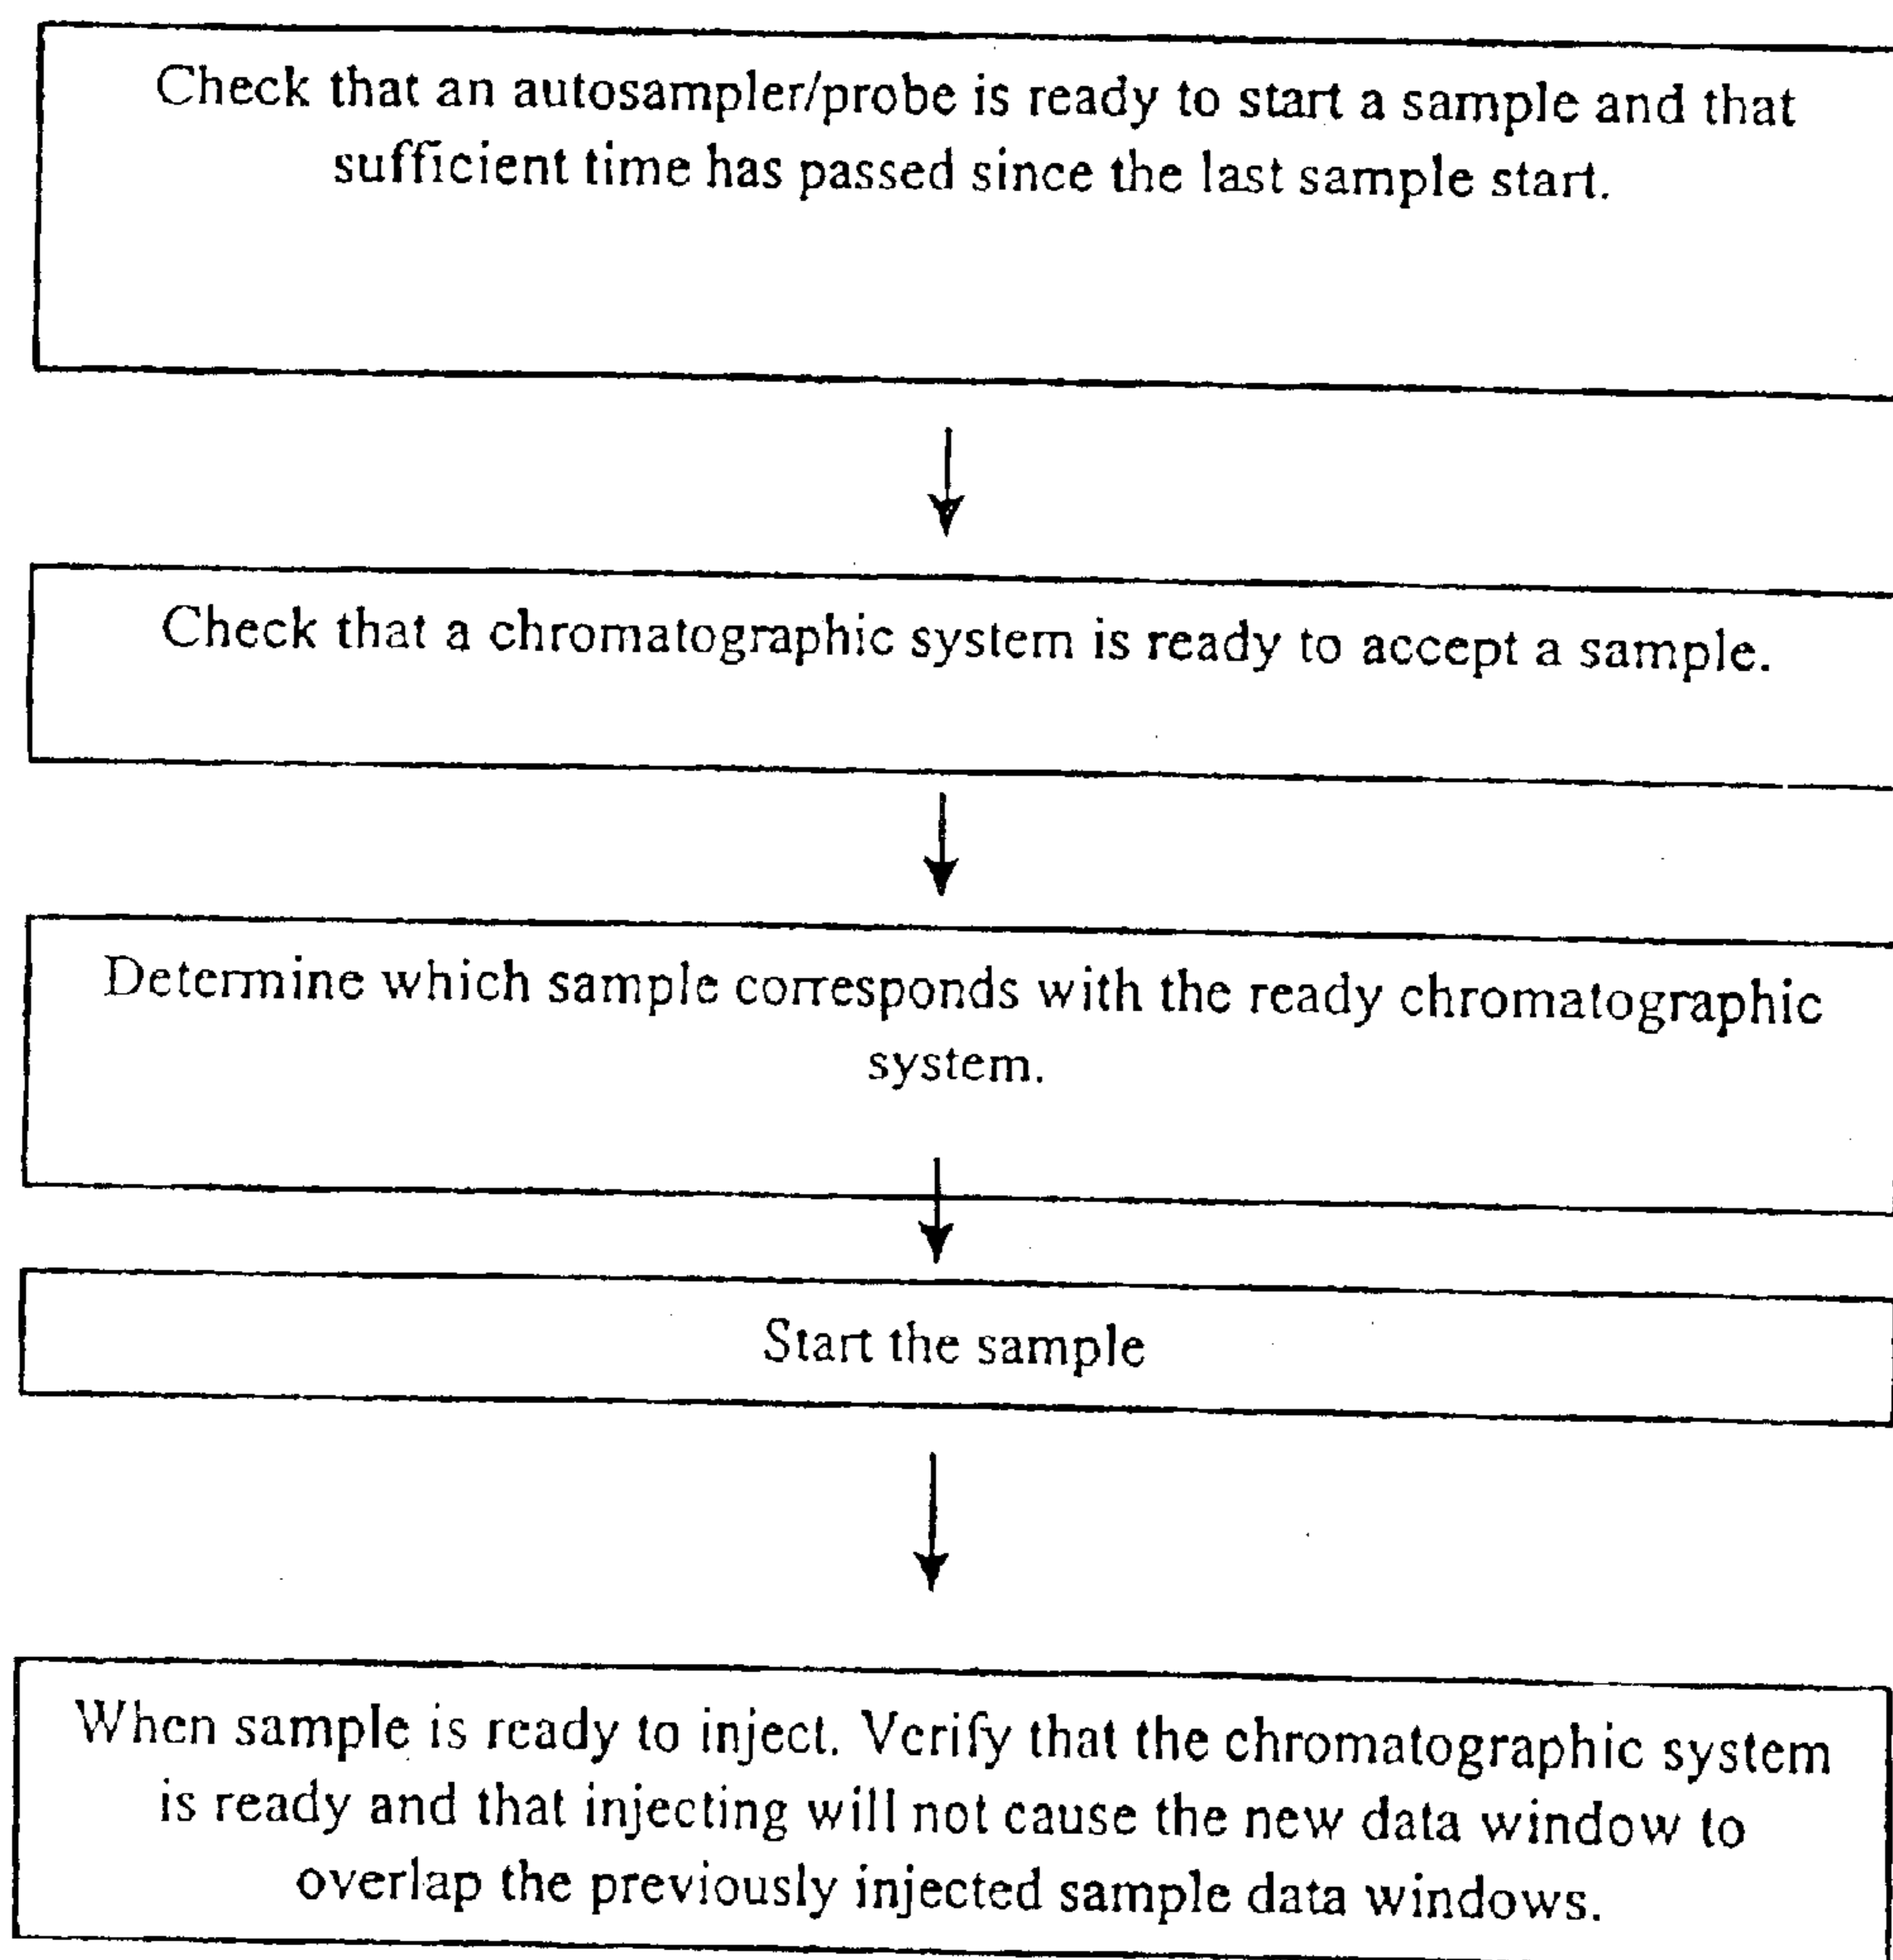 Check that an autosampler/probe is ready to start a sample and that
sufficient time has passed since the last sample start.
Check that a chromatographic system is ready to accept a sample.
Determine which sample corresponds with the ready chromatographic
system.
Start the sample
When sample is ready to inject. Verify that the chromatographic system
is ready and that injecting will not cause the new data window to
overlap the previously injected sample data windows.